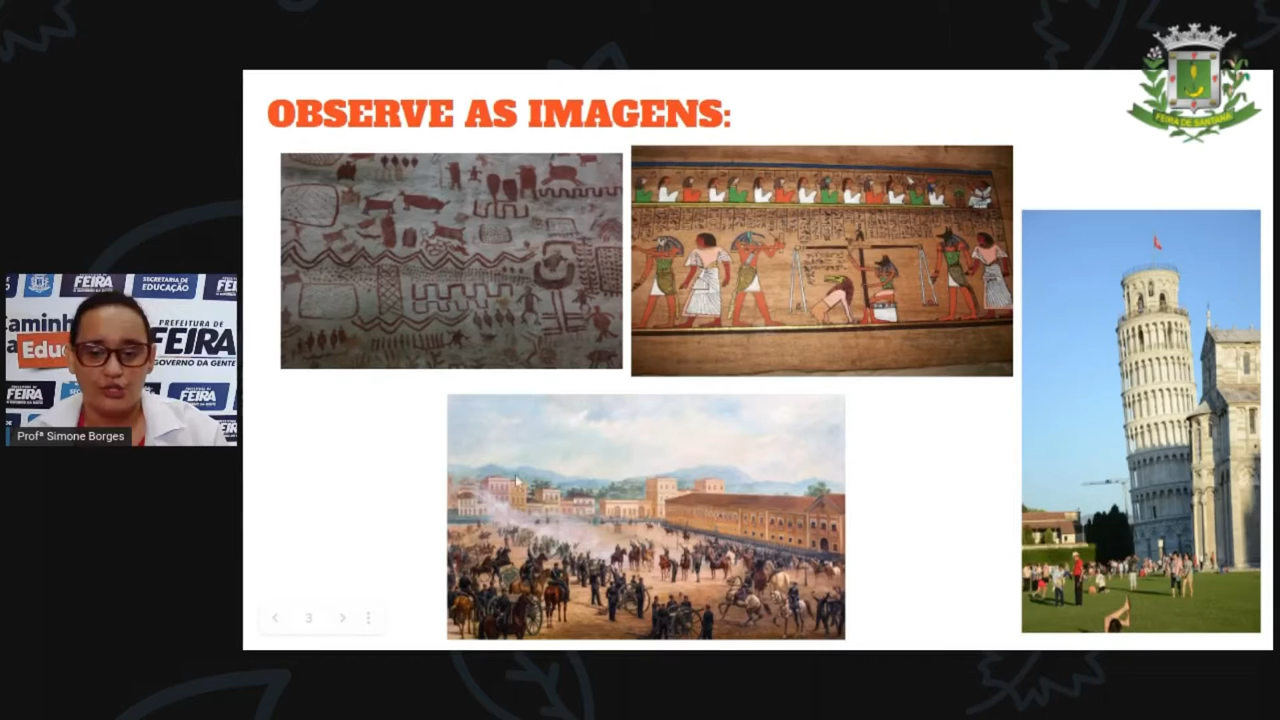 OBSERVE AS IMAGENS:
FEIRA DE SANTANA
FEIRA
SECRETARIA DE
EDUCAÇÃO
PREFEITURA DE
FEIRA
GOVERNO DA GENTE
Caminh
Edu
FEIRA
FEIRA
Profª Simone Borges
3